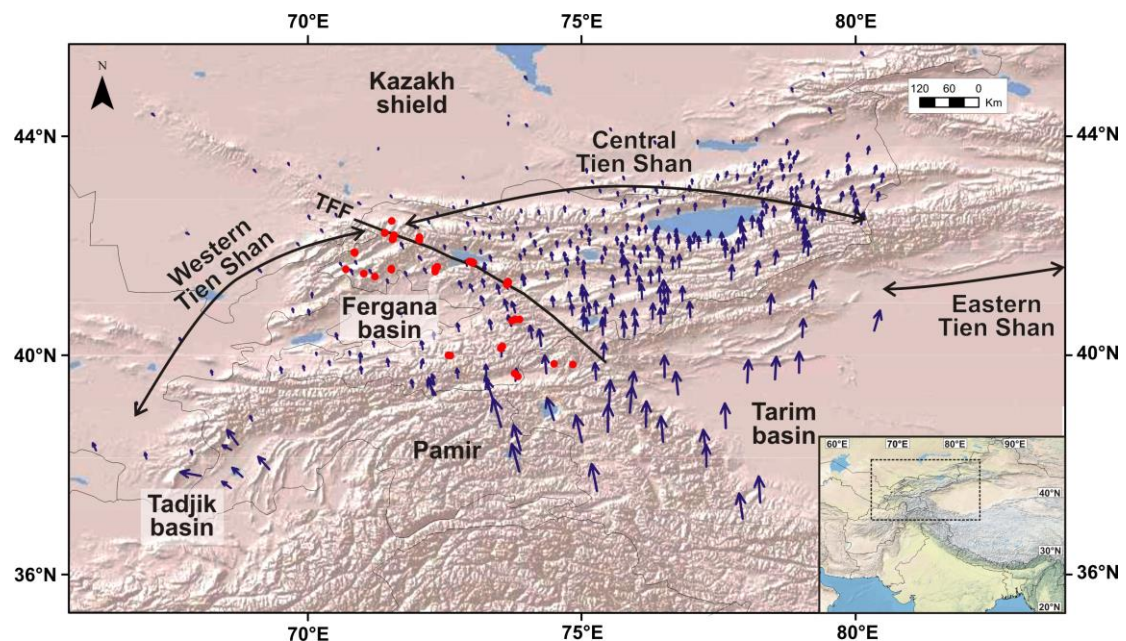 70°E 75°E 80°E
N
Kazakh
shield
120 60 0
Km
44°N 44°N
Central
Tien Shan
TFF
Western
Tien Shan
Fergana
basin
Eastern
Tien Shan
40°N 40°N
Tarim
basin
Pamir
Tadjik
basin
60°E 70°E 80°E 90°E
40°N
30°N
20°N
36°N 36°N
70°E 75°E 80°E